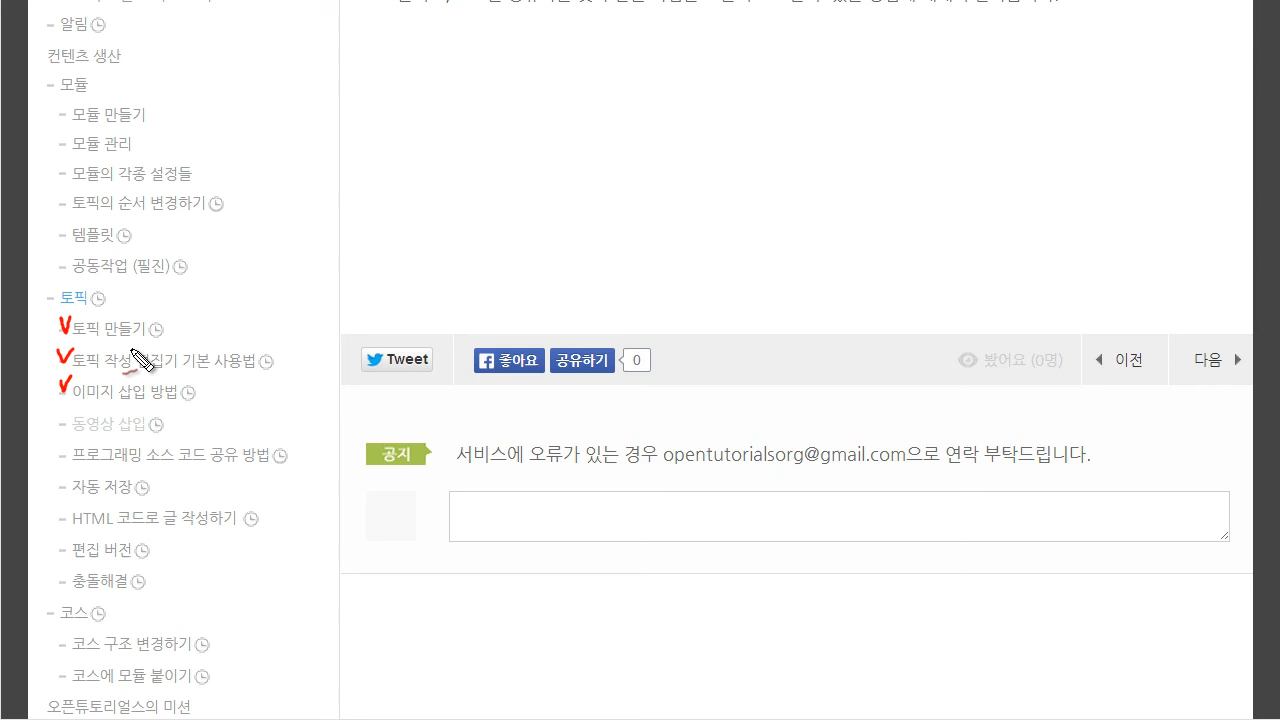 알림
컨텐츠 생산
모듈
모듈 만들기
모듈 관리
모듈의 각종 설정들
토픽의 순서 변경하기
템플릿
공동작업 (필진)
토픽
토픽 만들기
토픽 작성 편집기 기본 사용법
이미지 삽입 방법
동영상 삽입
프로그래밍 소스 코드 공유 방법
자동 저장
HTML 코드로 글 작성하기
편집 버전
충돌해결
코스
코스 구조 변경하기
코스에 모듈 붙이기
오픈튜토리얼스의 미션
Tweet 좋아요 공유하기 0 봤어요 (0명) 이전 다음
공지 서비스에 오류가 있는 경우 opentutorialsorg@gmail.com으로 연락 부탁드립니다.